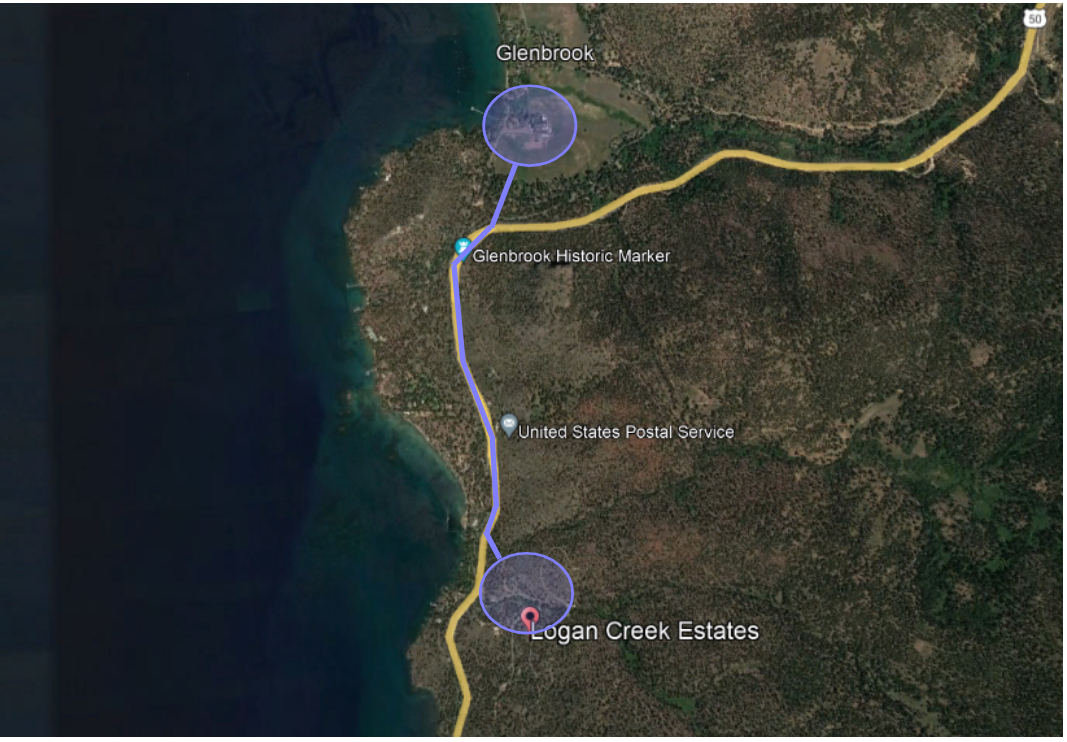 50
Glenbrook
Glenbrook Historic Marker
United States Postal Service
Logan Creek Estates